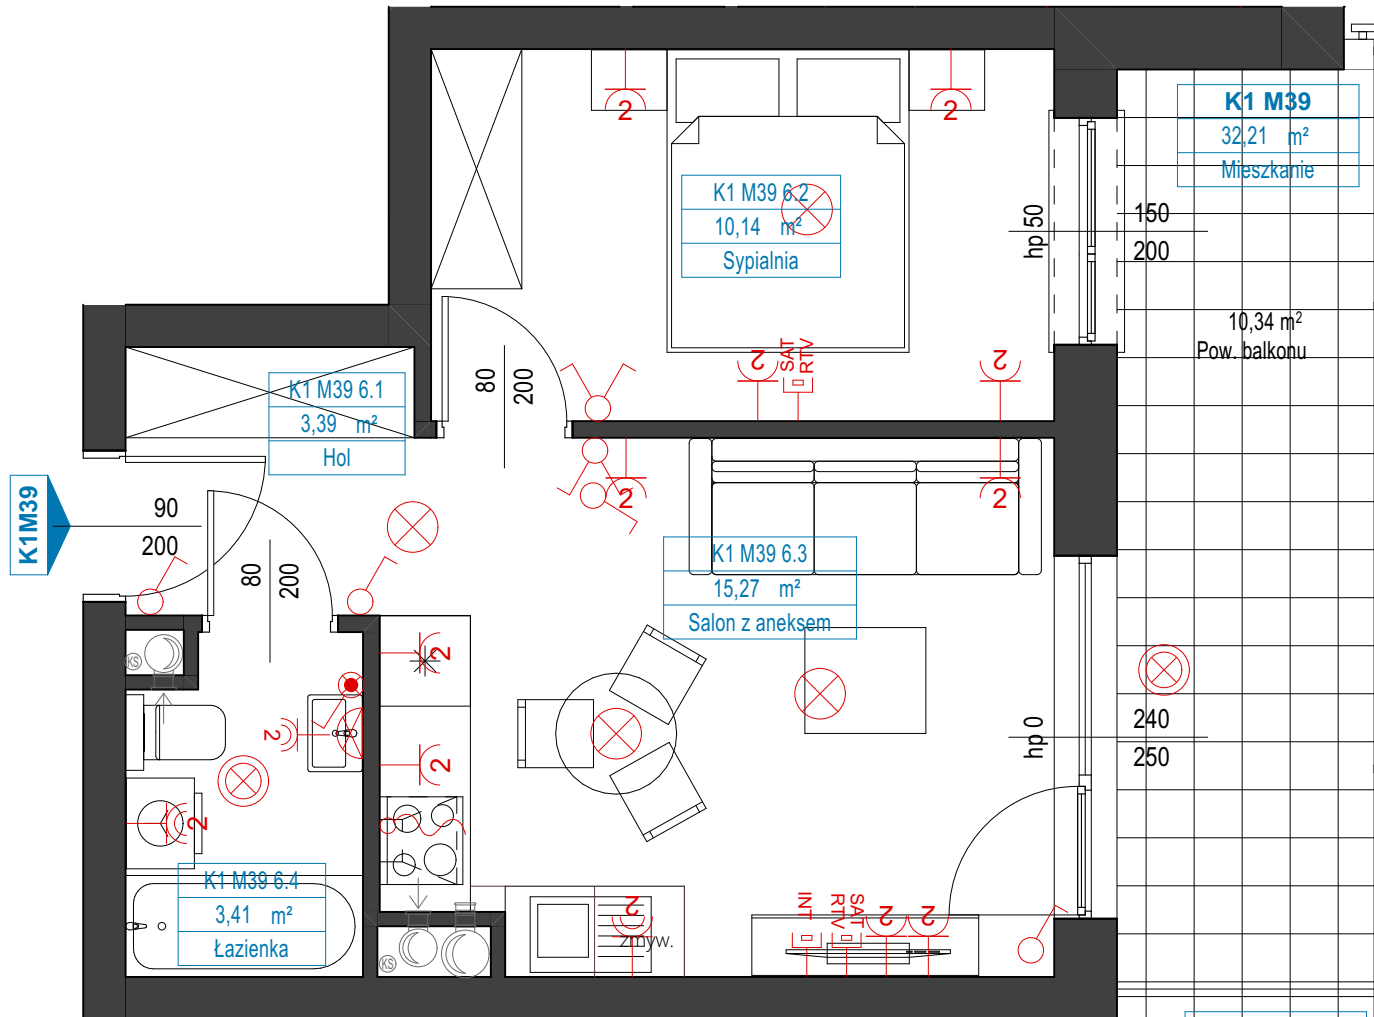 K1 M39
32,21 m²
Mieszkanie
2
2
K1 M39 6.2
10,14 m²
Sypialnia
hp 50
150
200
10,34 m²
Pow. balkonu
80
200
2
SAT
RTV
2
K1 M39 6.1
3,39 m²
Hol
K1M39
90
200
80
200
2
2
K1 M39 6.3
15,27 m²
Salon z aneksem
KS
2
2
2
2
hp 0
240
250
K1 M39 6.4
3,41 m²
Łazienka
KS
2
zmyw.
INT
SAT
RTV
2
2